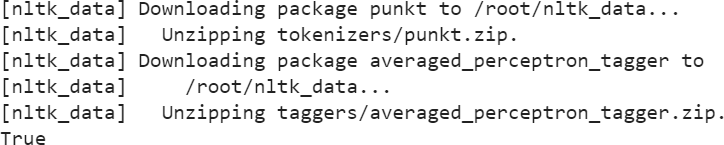 [nltk_data] Downloading package punkt to /root/nltk_data...
[nltk_data]   Unzipping tokenizers/punkt.zip.
[nltk_data] Downloading package averaged_perceptron_tagger to
[nltk_data]     /root/nltk_data...
[nltk_data]   Unzipping taggers/averaged_perceptron_tagger.zip.
True